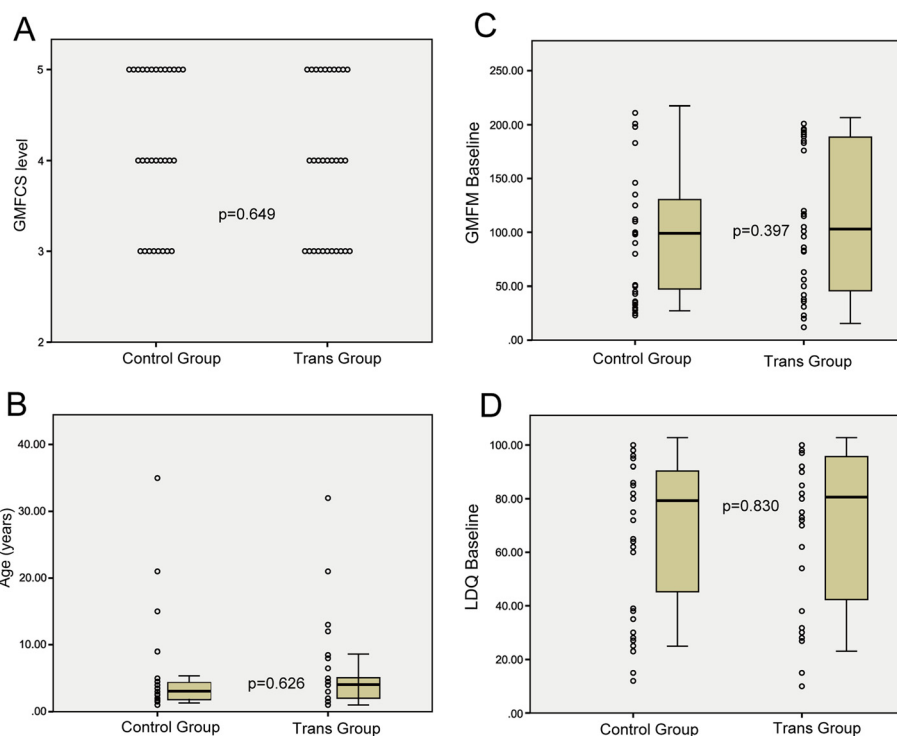 A
GMFCS level
5
4
3
2
p=0.649
Control Group
Trans Group
B
Age (years)
40.00
30.00
20.00
10.00
.00
p=0.626
Control Group
Trans Group
C
GMFM Baseline
250.00
200.00
150.00
100.00
50.00
.00
p=0.397
Control Group
Trans Group
D
LDQ Baseline
100.00
80.00
60.00
40.00
20.00
.00
p=0.830
Control Group
Trans Group